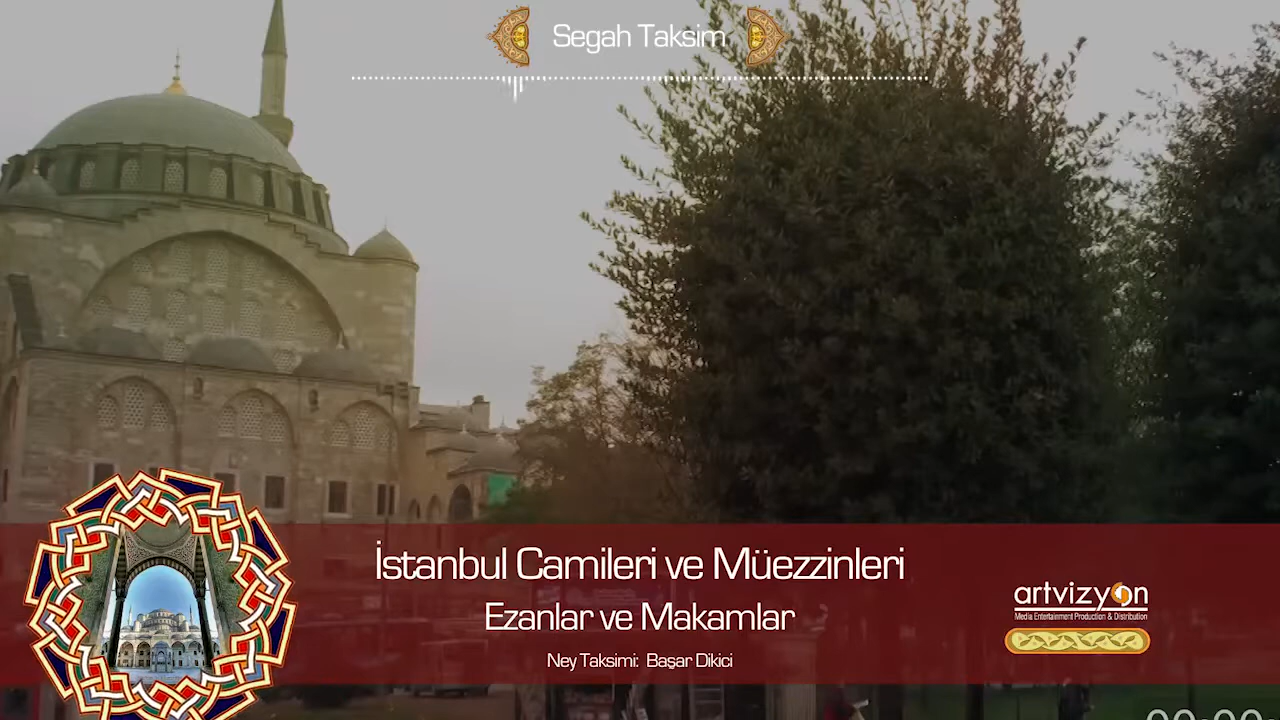 Segah Taksim
İstanbul Camileri ve Müezzinleri
Ezanlar ve Makamlar
Ney Taksimi: Başar Dikici
artvizyon
Media Entertainment Production & Distribution